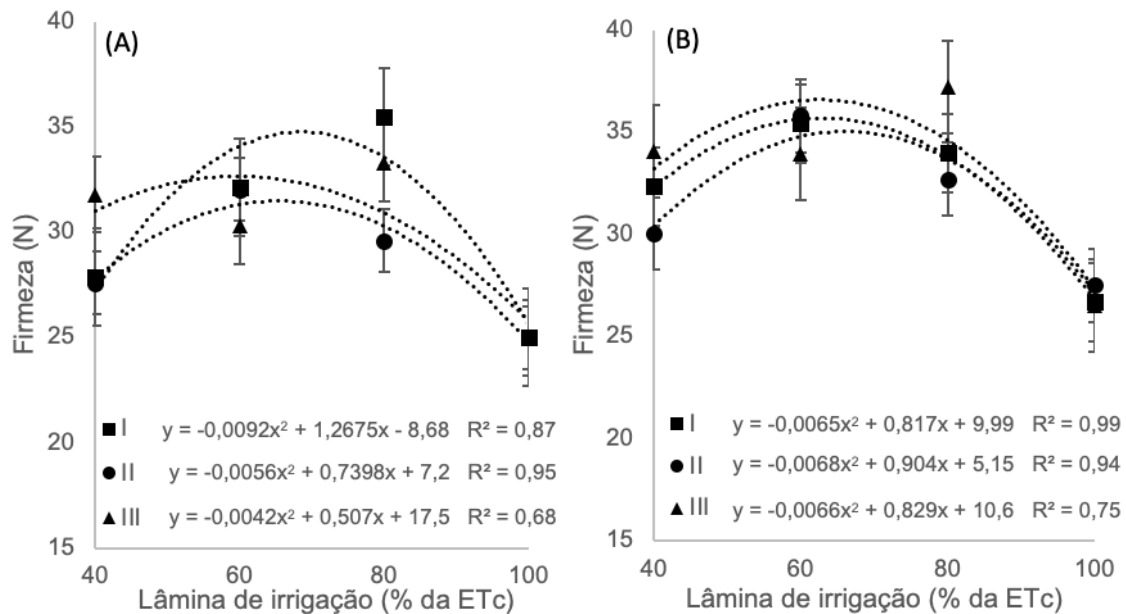 (A)
Firmeza (N)
40
35
30
25
20
15
■ I y = -0,0092x² + 1,2675x - 8,68 R² = 0,87
● II y = -0,0056x² + 0,7398x + 7,2 R² = 0,95
▲ III y = -0,0042x² + 0,507x + 17,5 R² = 0,68
40 60 80 100
Lâmina de irrigação (% da ETc)
(B)
Firmeza (N)
40
35
30
25
20
15
■ I y = -0,0065x² + 0,817x + 9,99 R² = 0,99
● II y = -0,0068x² + 0,904x + 5,15 R² = 0,94
▲ III y = -0,0066x² + 0,829x + 10,6 R² = 0,75
40 60 80 100
Lâmina de irrigação (% da ETc)